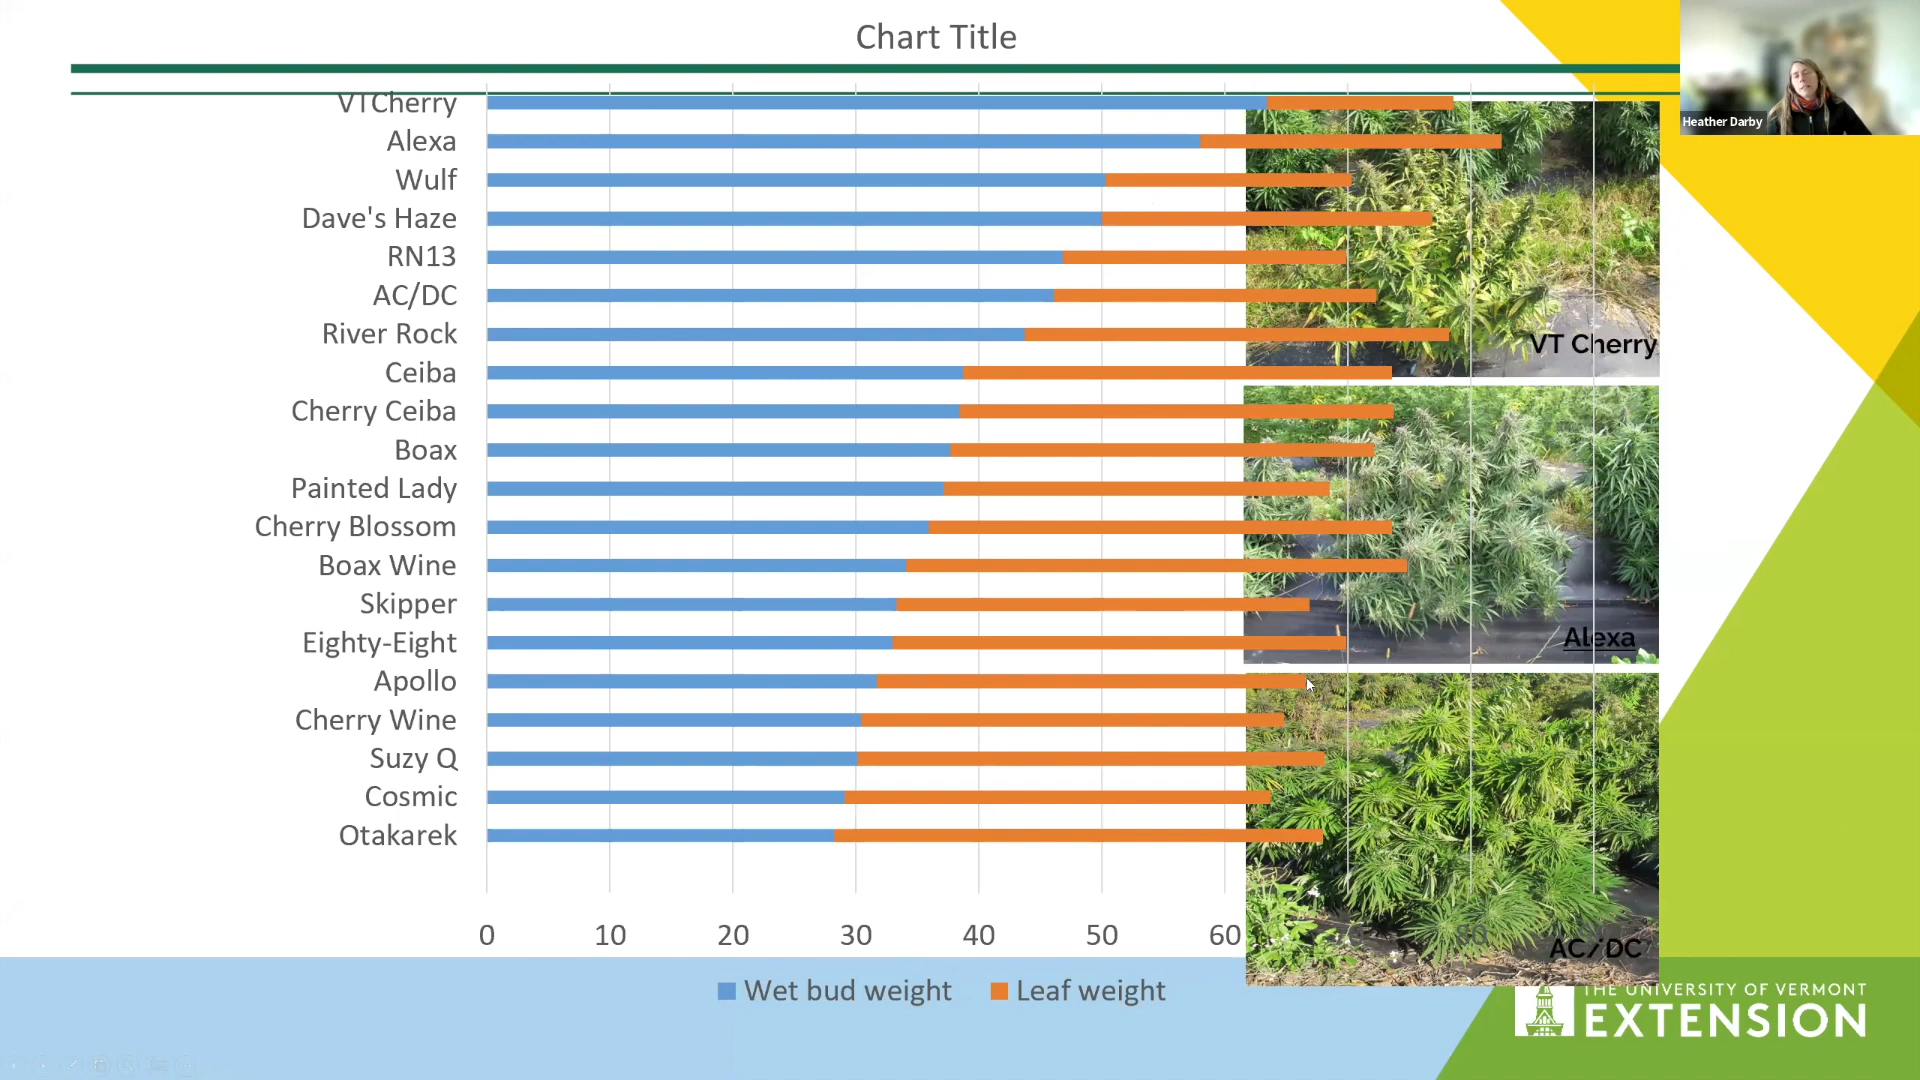 Chart Title
Heather Darby
VTCherry
Alexa
Wulf
Dave's Haze
RN13
AC/DC
River Rock
VT Cherry
Ceiba
Cherry Ceiba
Boax
Painted Lady
Cherry Blossom
Boax Wine
Skipper
Eighty-Eight
Alexa
Apollo
Cherry Wine
Suzy Q
Cosmic
Otakarek
0 10 20 30 40 50 60 80
AC/DC
Wet bud weight Leaf weight
THE UNIVERSITY OF VERMONT
EXTENSION